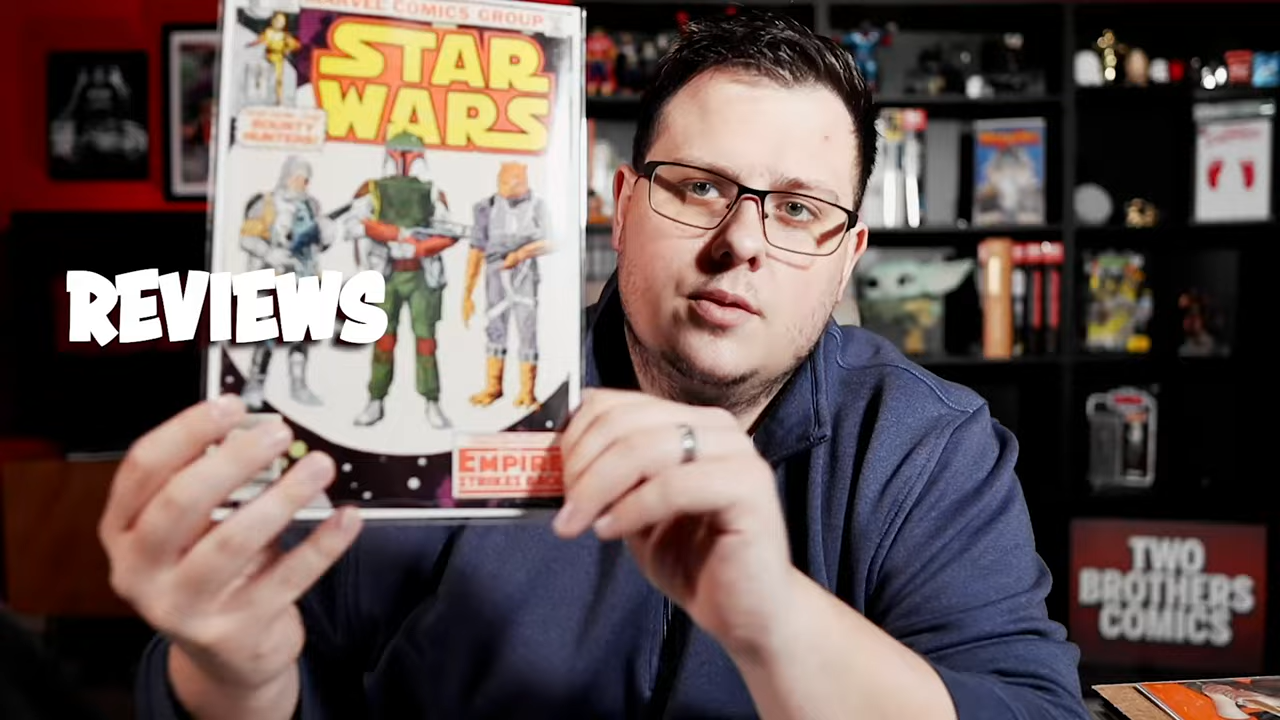 MARVEL COMICS GROUP
STAR
WARS
BOUNTY
HUNTERS!
REVIEWS
EMPIRE
STRIKES BACK
TWO
BROTHERS
COMICS